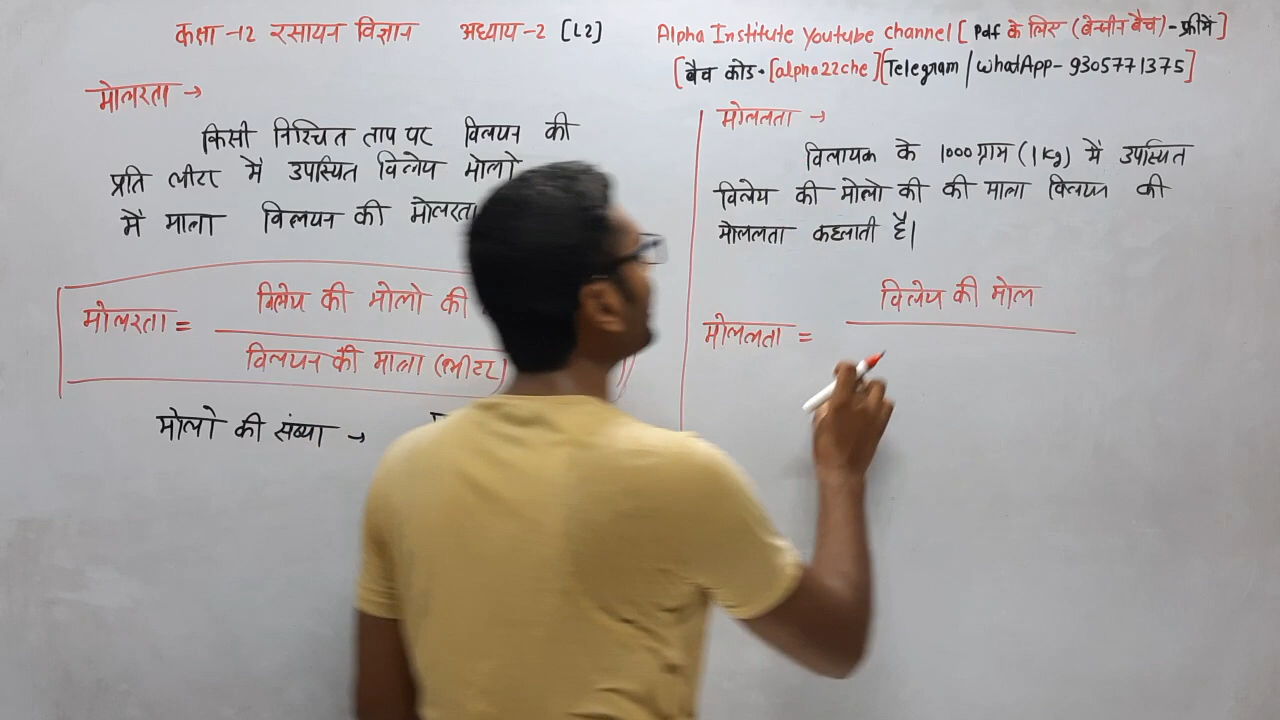 कक्षा -12 रसायन विज्ञान अध्याय-2 [L2]
Alpha Institute Youtube channel [ Pdf के लिए (बेन्जीन बैच)-फ्रीमें ]
[बैच कोड. [alpha22che][Telegram / WhatApp- 9305771375]
मोलरता →
किसी निश्चित ताप पर विलयन की
प्रति लीटर में उपस्थित विलेय मोलो
में मात्रा विलयन की मोलरता
मोलरता = विलेय की मोलो की
विलयन की मात्रा (लीटर)
मोलो की संख्या →
मोललता →
विलायक के 1000 ग्राम (1 kg) में उपस्थित
विलेय की मोलो की की मात्रा विलयन की
मोललता कहलाती है।
मोललता = विलेय की मोल